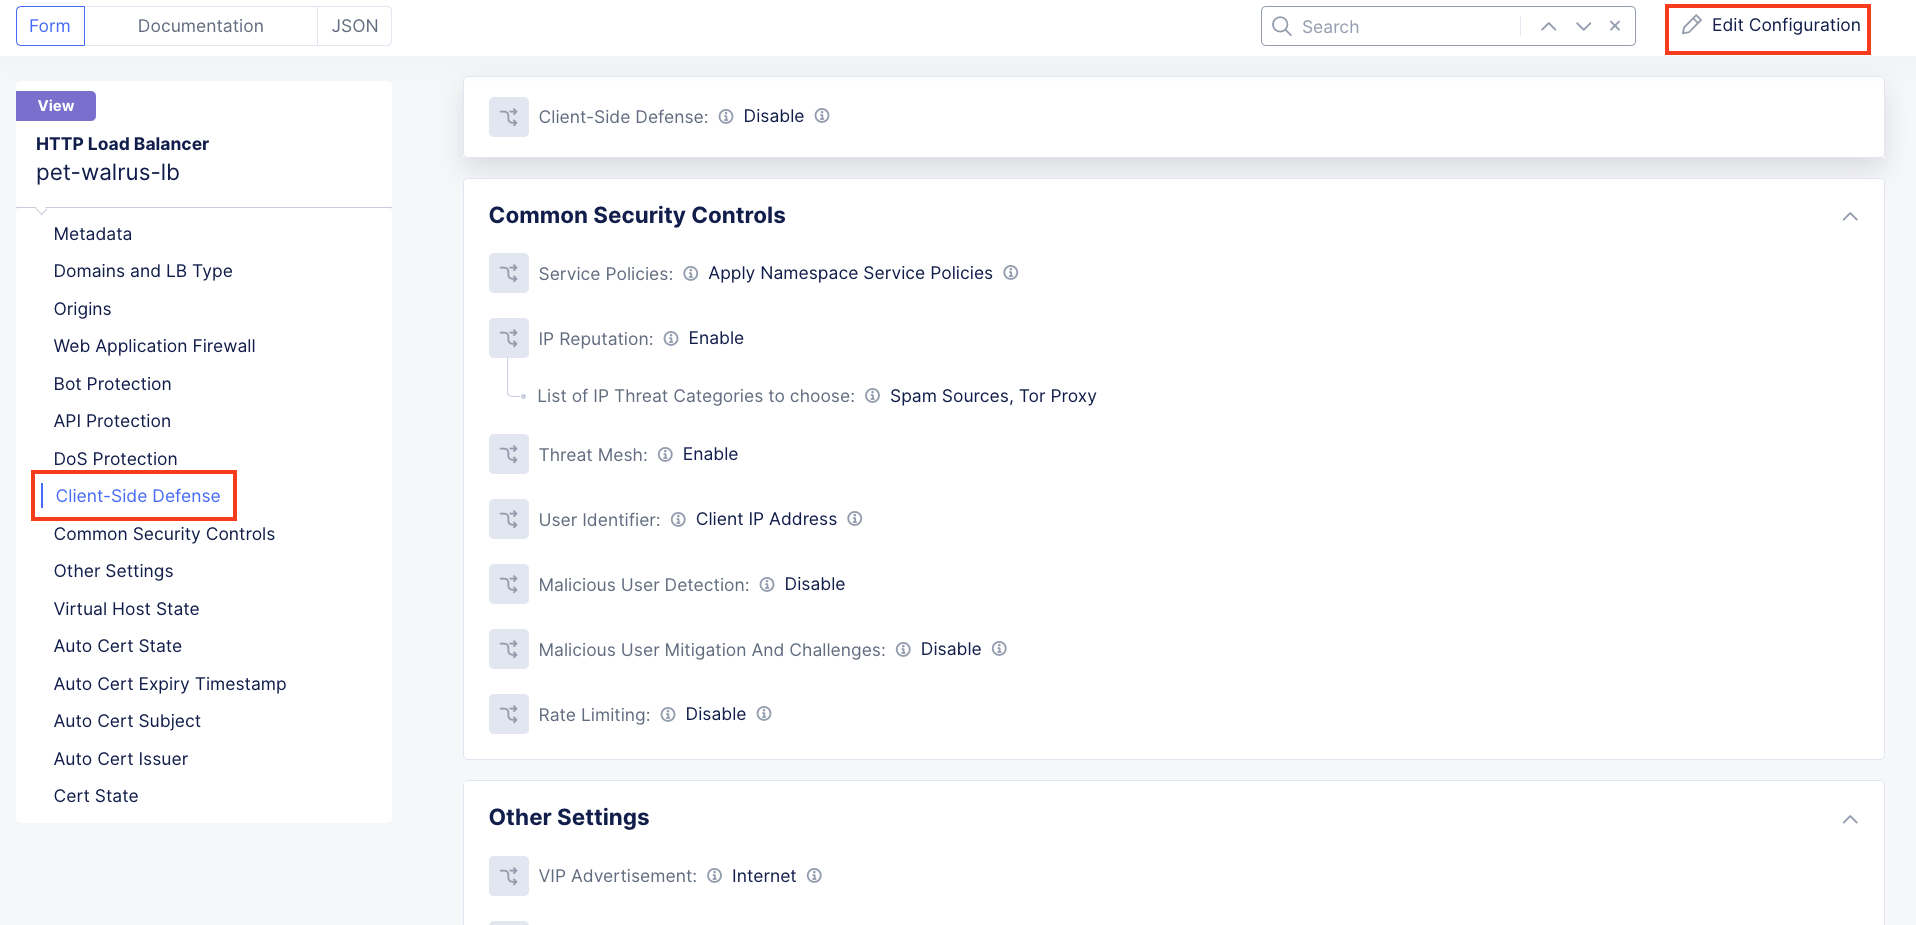 Form Documentation JSON Search Edit Configuration
View
HTTP Load Balancer
pet-walrus-lb
Metadata
Domains and LB Type
Origins
Web Application Firewall
Bot Protection
API Protection
DoS Protection
Client-Side Defense
Common Security Controls
Other Settings
Virtual Host State
Auto Cert State
Auto Cert Expiry Timestamp
Auto Cert Subject
Auto Cert Issuer
Cert State
Client-Side Defense: Disable
Common Security Controls
Service Policies: Apply Namespace Service Policies
IP Reputation: Enable
List of IP Threat Categories to choose: Spam Sources, Tor Proxy
Threat Mesh: Enable
User Identifier: Client IP Address
Malicious User Detection: Disable
Malicious User Mitigation And Challenges: Disable
Rate Limiting: Disable
Other Settings
VIP Advertisement: Internet